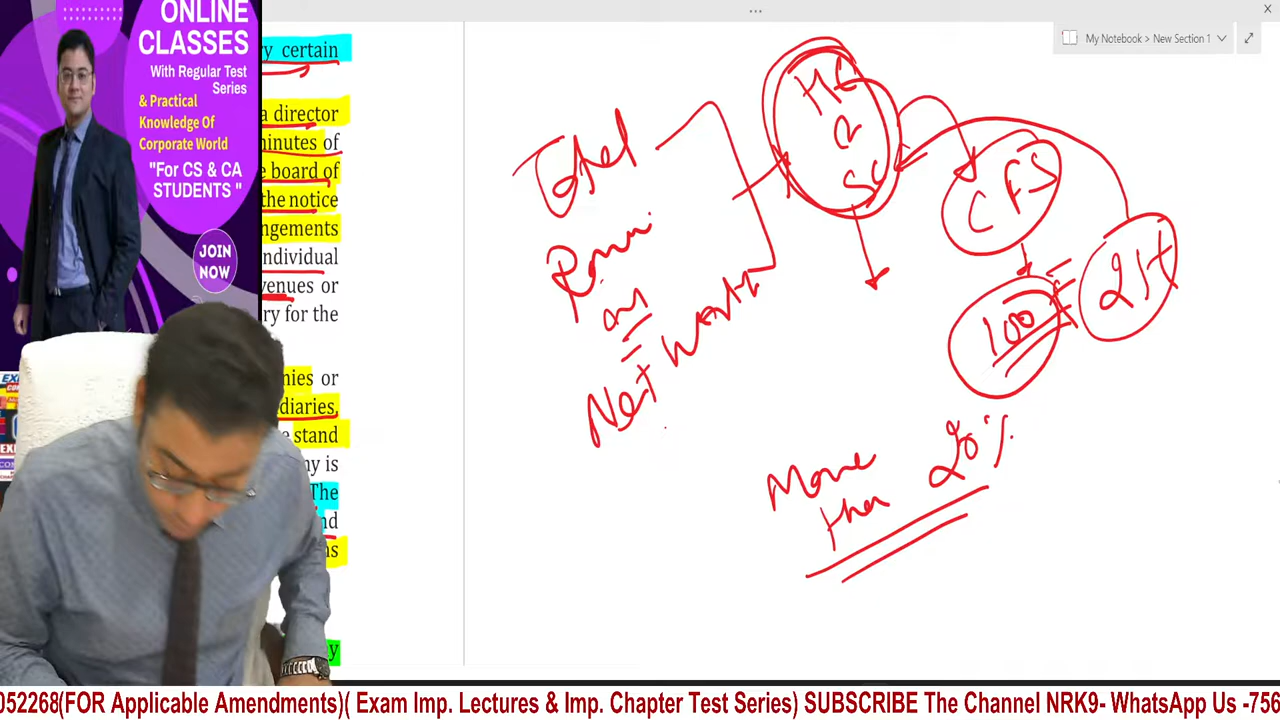 ONLINE
CLASSES
With Regular Test
Series
& Practical
Knowledge Of
Corporate World
"For CS & CA
STUDENTS "
JOIN
NOW
ry certain
a director
minutes of
e board of
the notice
ngements
individual
venues or
ry for the
nies or
diaries,
stand
ny is
The
nd
ns
y
My Notebook > New Section 1
Total
or
Net Worth
HC
R
SC
CFS
100
21
More
than 20%
052268(FOR Applicable Amendments)( Exam Imp. Lectures & Imp. Chapter Test Series) SUBSCRIBE The Channel NRK9- WhatsApp Us -756